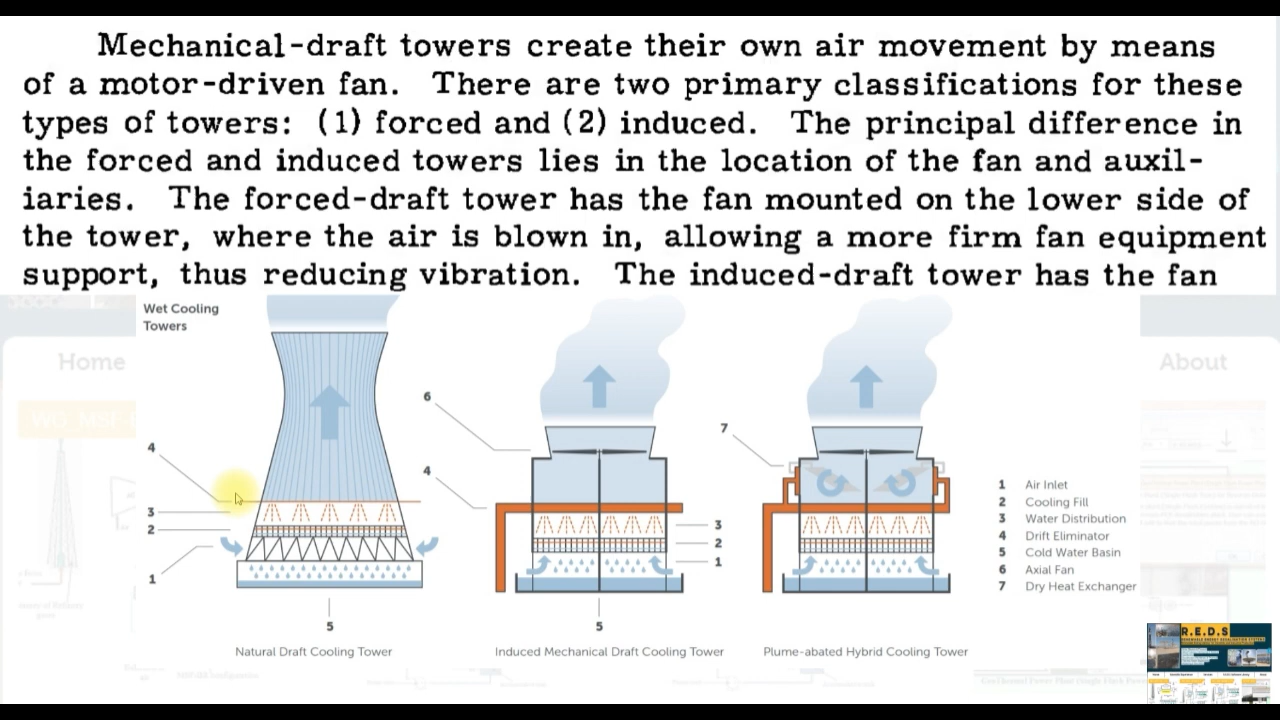 Mechanical-draft towers create their own air movement by means
of a motor-driven fan. There are two primary classifications for these
types of towers: (1) forced and (2) induced. The principal difference in
the forced and induced towers lies in the location of the fan and auxil-
iaries. The forced-draft tower has the fan mounted on the lower side of
the tower, where the air is blown in, allowing a more firm fan equipment
support, thus reducing vibration. The induced-draft tower has the fan
Wet Cooling
Towers
Home
About
6
7
4
4
3
2
1
3
2
1
5
5
1 Air Inlet
2 Cooling Fill
3 Water Distribution
4 Drift Eliminator
5 Cold Water Basin
6 Axial Fan
7 Dry Heat Exchanger
Natural Draft Cooling Tower
Induced Mechanical Draft Cooling Tower
Plume-abated Hybrid Cooling Tower
R.E.D.S